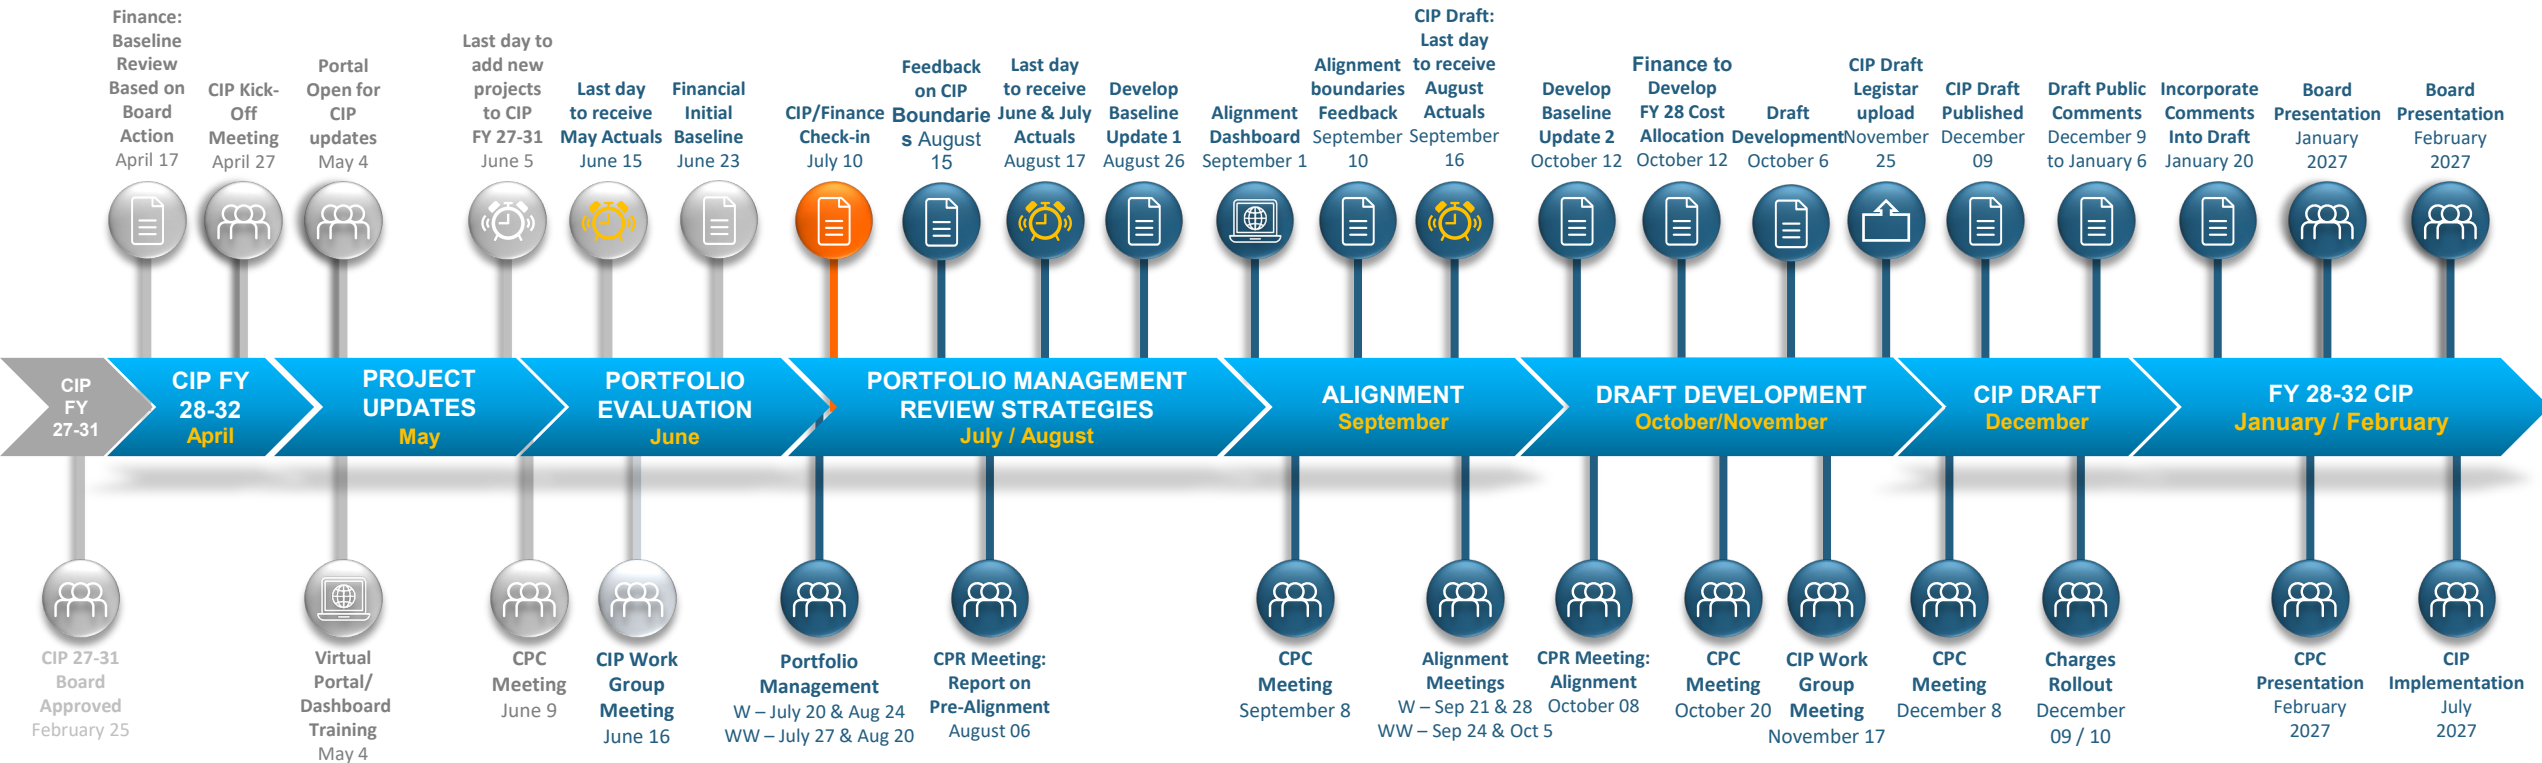 Finance:
Baseline
Review
Based on
Board
Action
April 17
CIP Kick-
Off
Meeting
April 27
Portal
Open for
CIP
updates
May 4
Last day to
add new
projects
to CIP
FY 27-31
June 5
Last day
to receive
May Actuals
June 15
Financial
Initial
Baseline
June 23
CIP/Finance
Check-in
July 10
Feedback
on CIP
Boundarie
s August
15
Last day
to receive
June & July
Actuals
August 17
Develop
Baseline
Update 1
August 26
Alignment
Dashboard
September 1
Alignment
boundaries
Feedback
September
10
CIP Draft:
Last day
to receive
August
Actuals
September
16
Develop
Baseline
Update 2
October 12
Finance to
Develop
FY 28 Cost
Allocation
October 12
Draft
Development
October 6
CIP Draft
Legistar
upload
November
25
CIP Draft
Published
December
09
Draft Public
Comments
December 9
to January 6
Incorporate
Comments
Into Draft
January 20
Board
Presentation
January
2027
Board
Presentation
February
2027
CIP
FY
27-31
CIP FY
28-32
April
PROJECT
UPDATES
May
PORTFOLIO
EVALUATION
June
PORTFOLIO MANAGEMENT
REVIEW STRATEGIES
July / August
ALIGNMENT
September
DRAFT DEVELOPMENT
October/November
CIP DRAFT
December
FY 28-32 CIP
January / February
CIP 27-31
Board
Approved
February 25
Virtual
Portal/
Dashboard
Training
May 4
CPC
Meeting
June 9
CIP Work
Group
Meeting
June 16
Portfolio
Management
W – July 20 & Aug 24
WW – July 27 & Aug 20
CPR Meeting:
Report on
Pre-Alignment
August 06
CPC
Meeting
September 8
Alignment
Meetings
W – Sep 21 & 28
WW – Sep 24 & Oct 5
CPR Meeting:
Alignment
October 08
CPC
Meeting
October 20
CIP Work
Group
Meeting
November 17
CPC
Meeting
December 8
Charges
Rollout
December
09 / 10
CPC
Presentation
February
2027
CIP
Implementation
July
2027